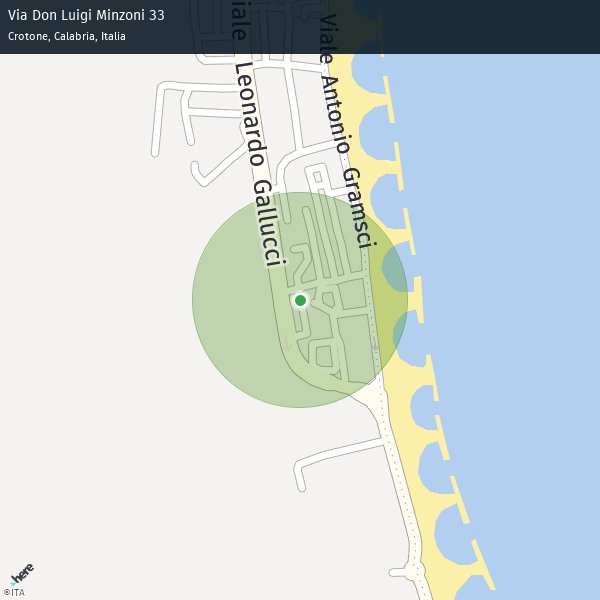 Via Don Luigi Minzoni 33
Crotone, Calabria, Italia
iale Leonardo Gallucci
Viale Antonio Gramsci
here
©ITA